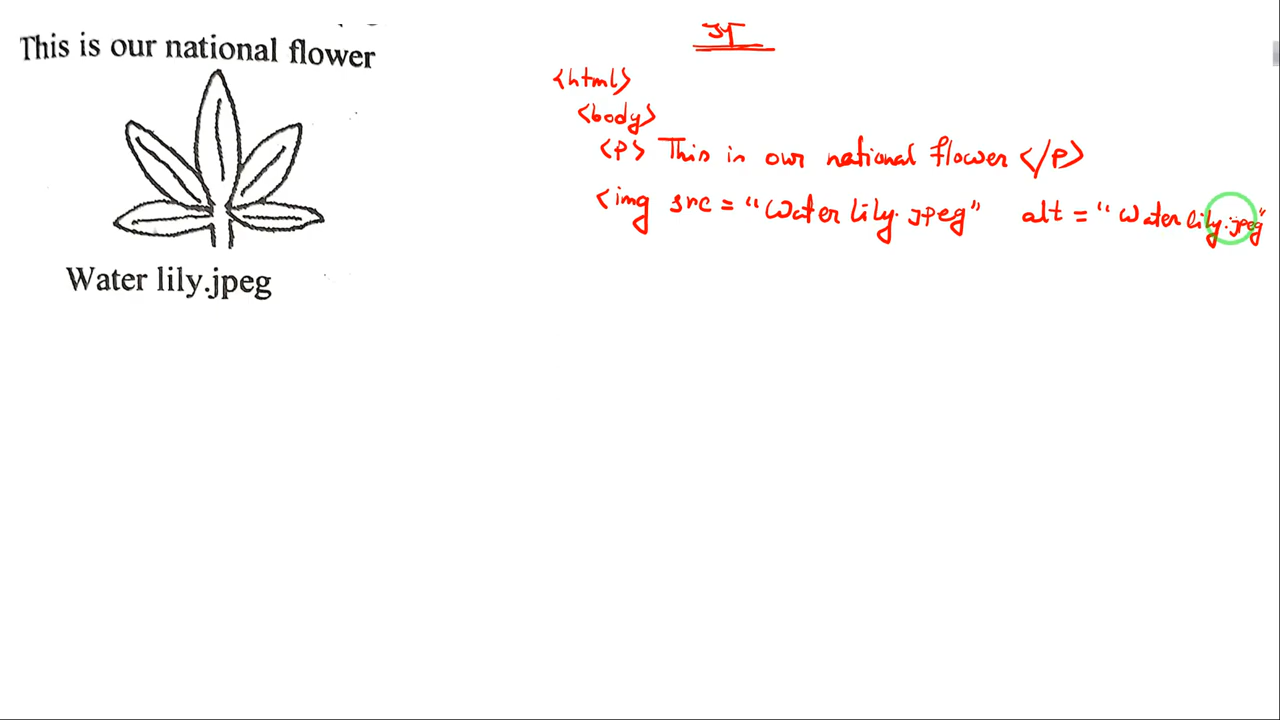 This is our national flower
Water lily.jpeg
<html>
<body>
<p> This is our national flower </p>
<img src = "Water lily.jpeg" alt = "Water lily.jpeg"